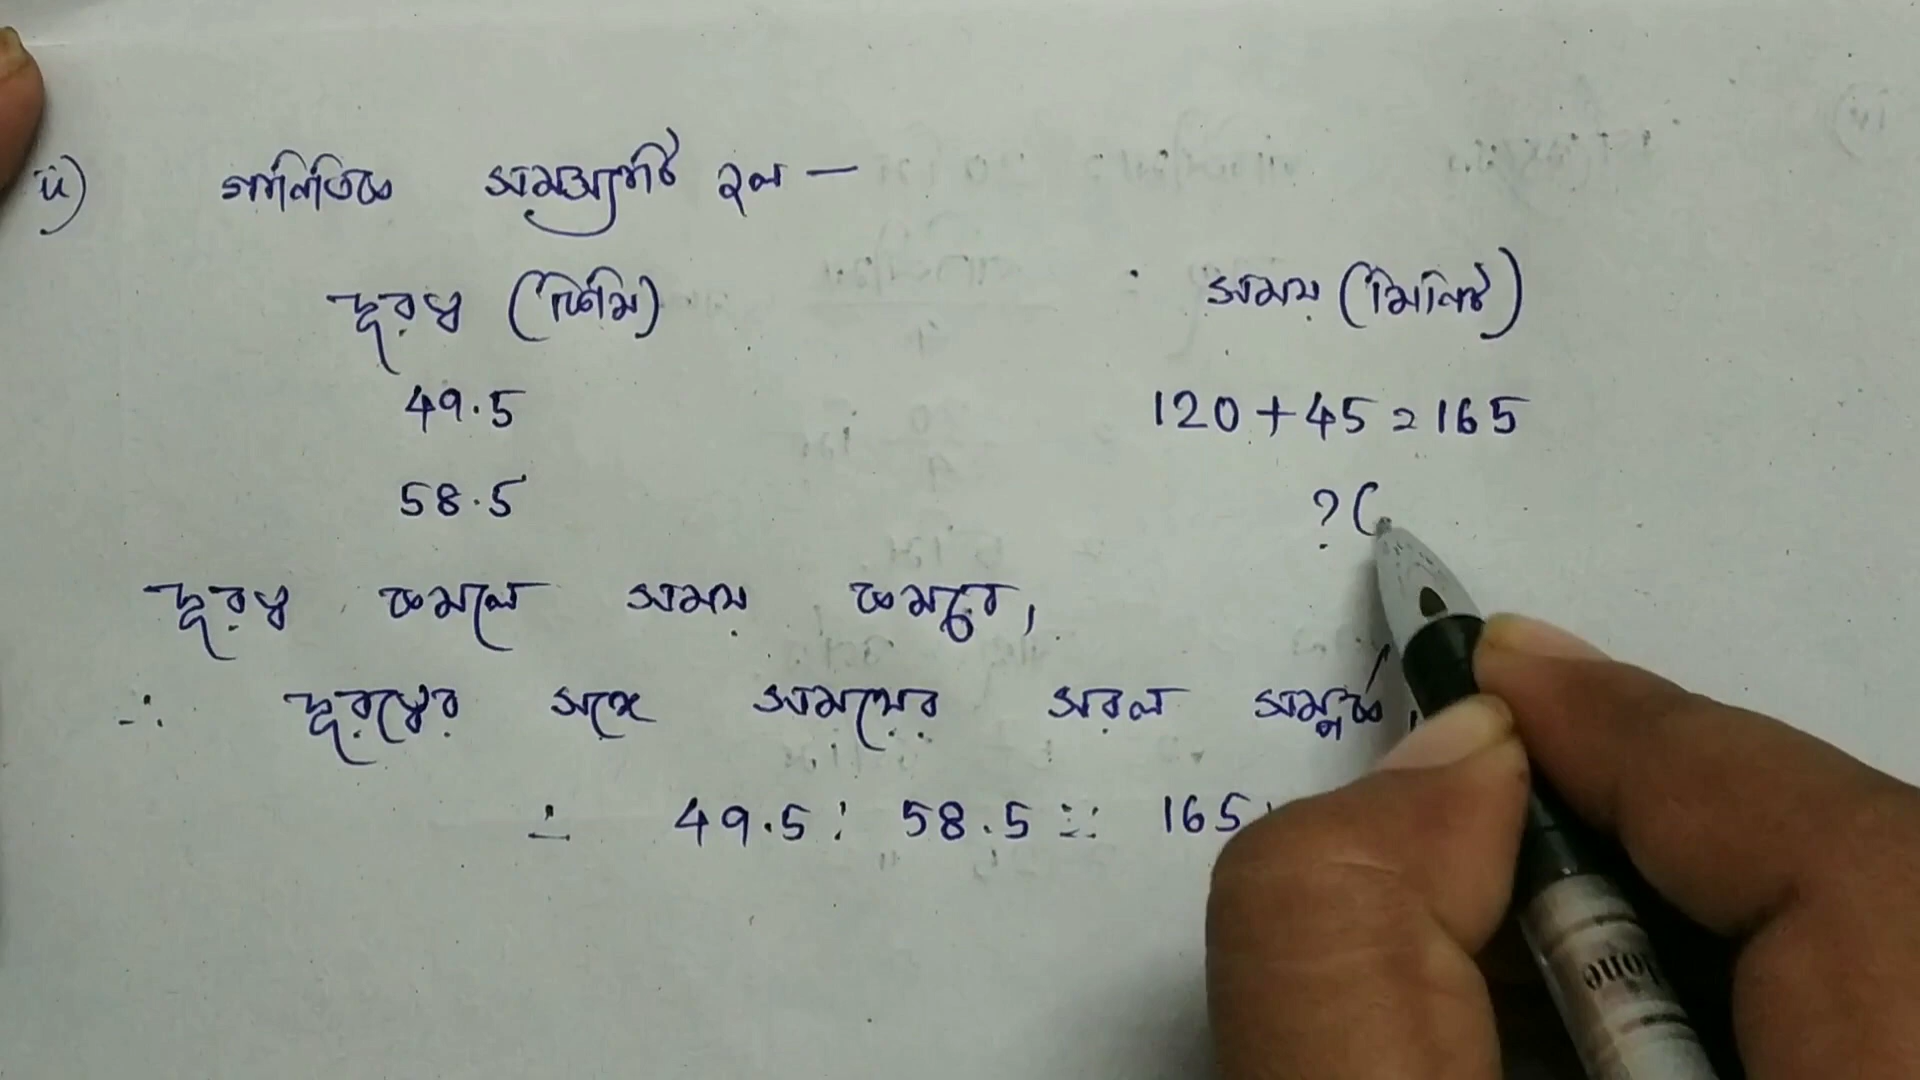 ii) গাণিতিক সমস্যাটি হল —
দূরত্ব (কিমি) সময় (মিনিট)
49.5 120 + 45 = 165
58.5 ? (
দূরত্ব কমলে সময় কমবে,
∴ দূরত্বের সঙ্গে সময়ের সরল সম্পর্ক,
∴ 49.5 : 58.5 :: 165